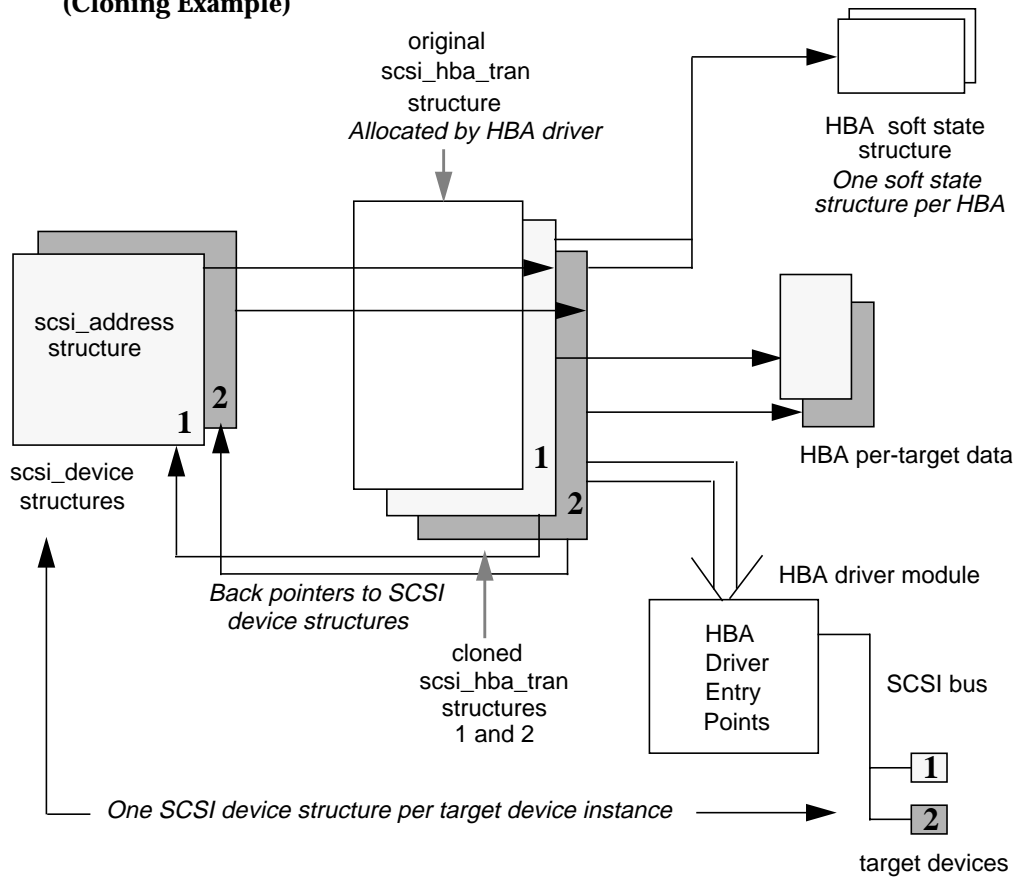 (Cloning Example)
original
scsi_hba_tran
structure
Allocated by HBA driver
HBA soft state
structure
One soft state
structure per HBA
scsi_address
structure
1
2
scsi_device
structures
1
2
HBA per-target data
Back pointers to SCSI
device structures
cloned
scsi_hba_tran
structures
1 and 2
HBA driver module
HBA
Driver
Entry
Points
SCSI bus
1
2
One SCSI device structure per target device instance
target devices